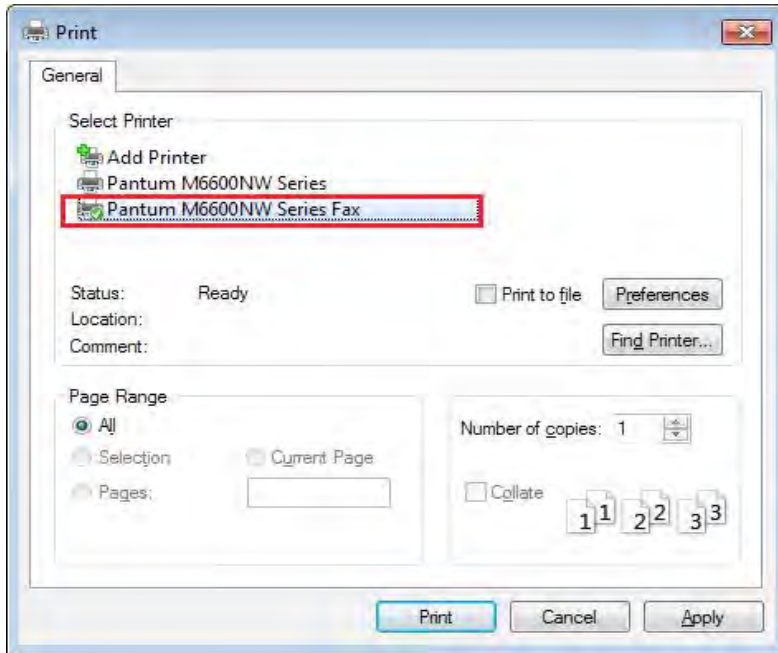 Print
General
Select Printer
Add Printer
Pantum M6600NW Series
Pantum M6600NW Series Fax
Status: Ready
Print to file
Preferences
Location:
Comment:
Find Printer...
Page Range
All
Number of copies: 1
Selection
Current Page
Pages:
Collate
1 1 2 2 3 3
Print
Cancel
Apply